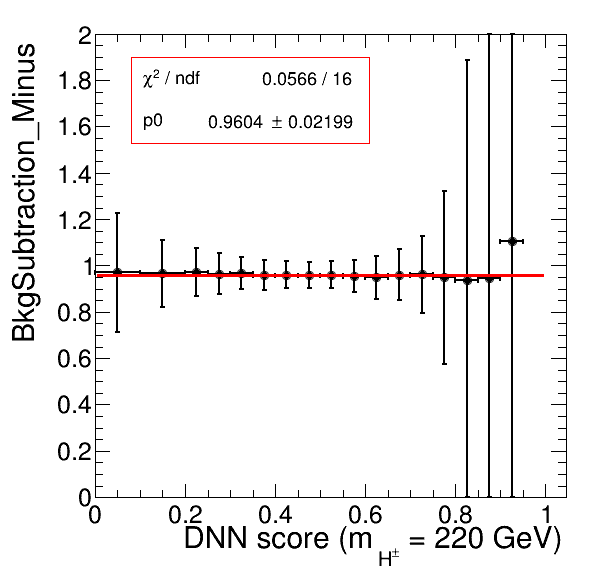 χ² / ndf 0.0566 / 16
p0 0.9604 ± 0.02199
BkgSubtraction_Minus
2
1.8
1.6
1.4
1.2
1
0.8
0.6
0.4
0.2
0
0 0.2 0.4 0.6 0.8 1
DNN score (m_H± = 220 GeV)